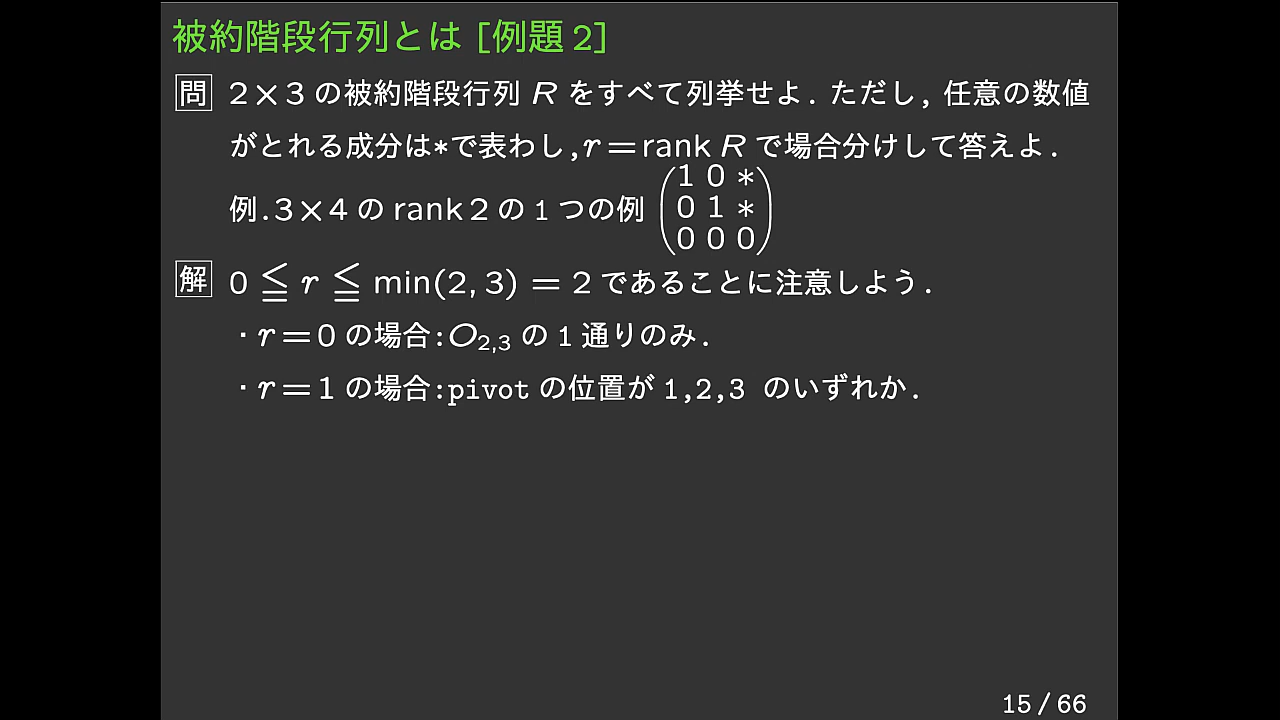 被約階段行列とは [例題 2]
問 2×3 の被約階段行列 R をすべて列挙せよ. ただし, 任意の数値
がとれる成分は*で表わし,r=rank R で場合分けして答えよ.
例.3×4 の rank2 の 1 つの例
1 0 *
0 1 *
0 0 0
解 0 ≦ r ≦ min(2, 3) = 2 であることに注意しよう.
・r=0 の場合:O2,3 の 1 通りのみ.
・r=1 の場合:pivot の位置が 1,2,3 のいずれか.
15 / 66